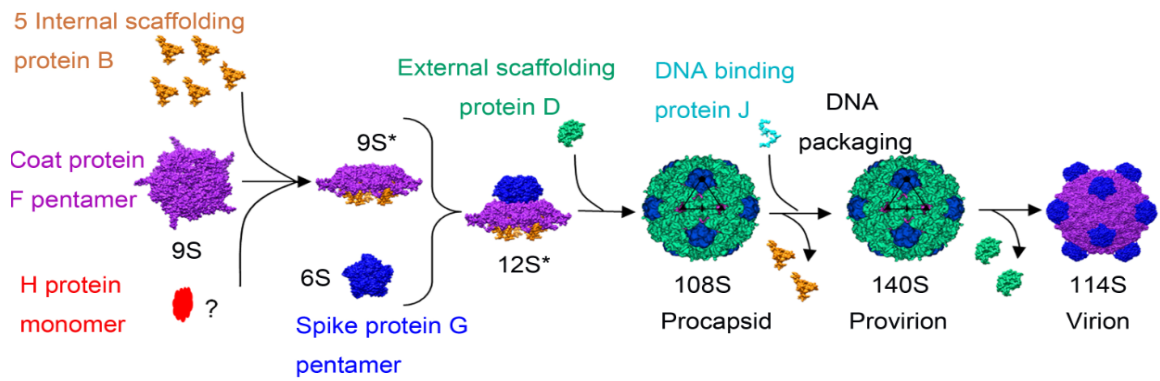 5 Internal scaffolding
protein B
Coat protein
F pentamer
9S
H protein
monomer
?
9S*
6S
Spike protein G
pentamer
12S*
External scaffolding
protein D
DNA binding
protein J
DNA
packaging
108S
Procapsid
140S
Provirion
114S
Virion